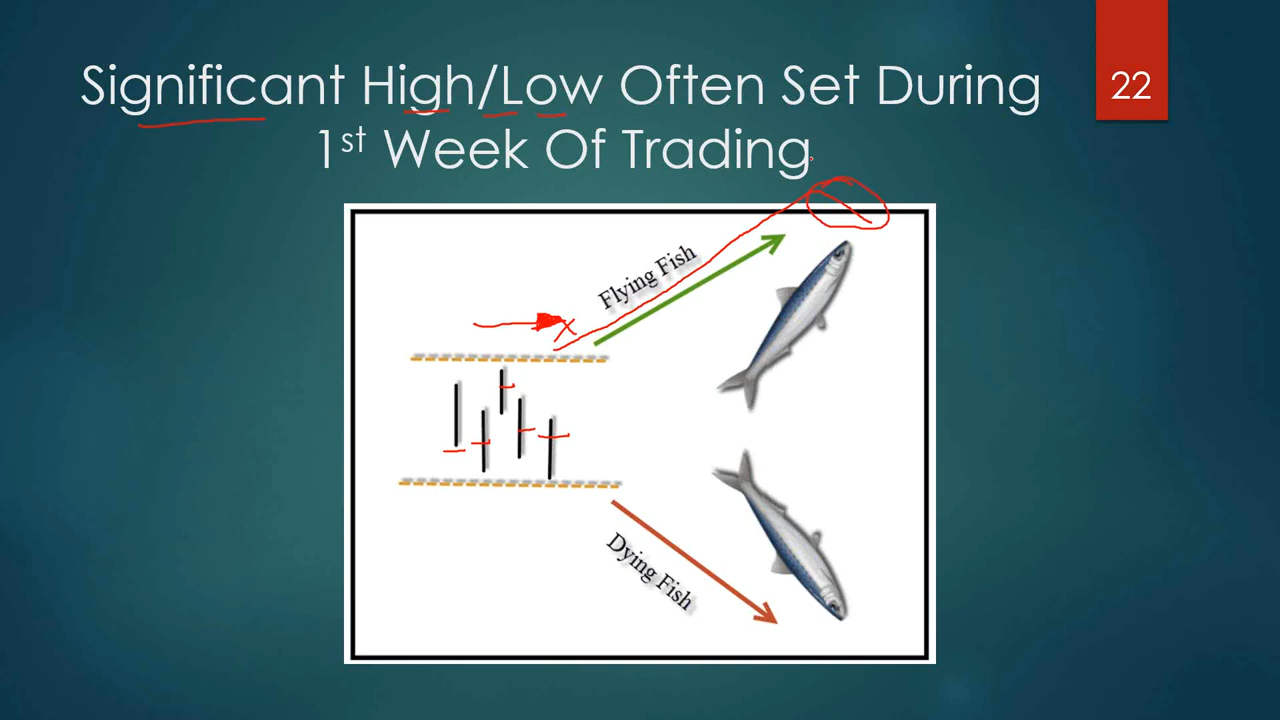 Significant High/Low Often Set During
1st Week Of Trading
22
Flying Fish
Dying Fish